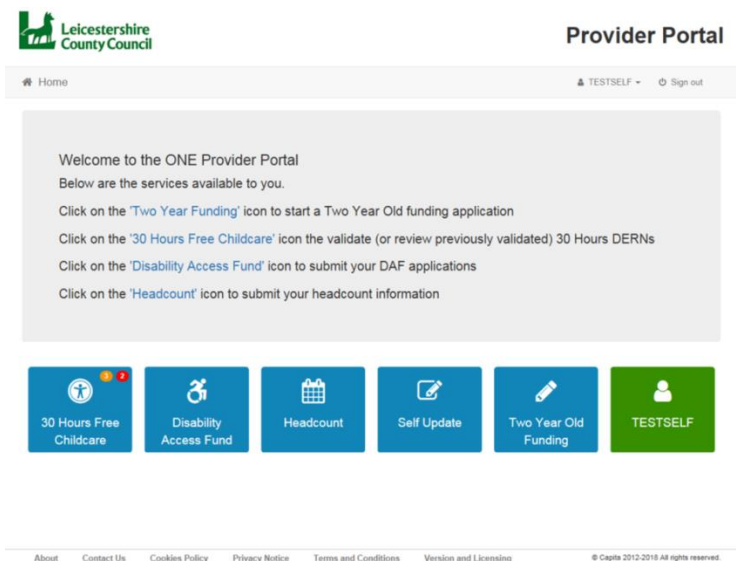 Leicestershire
County Council
Provider Portal
Home
TESTSELF
Sign out
Welcome to the ONE Provider Portal
Below are the services available to you.
Click on the 'Two Year Funding' icon to start a Two Year Old funding application
Click on the '30 Hours Free Childcare' icon the validate (or review previously validated) 30 Hours DERNs
Click on the 'Disability Access Fund' icon to submit your DAF applications
Click on the 'Headcount' icon to submit your headcount information
3 2
30 Hours Free
Childcare
Disability
Access Fund
Headcount
Self Update
Two Year Old
Funding
TESTSELF
About Contact Us Cookies Policy Privacy Notice Terms and Conditions Version and Licensing © Capita 2012-2018 All rights reserved.